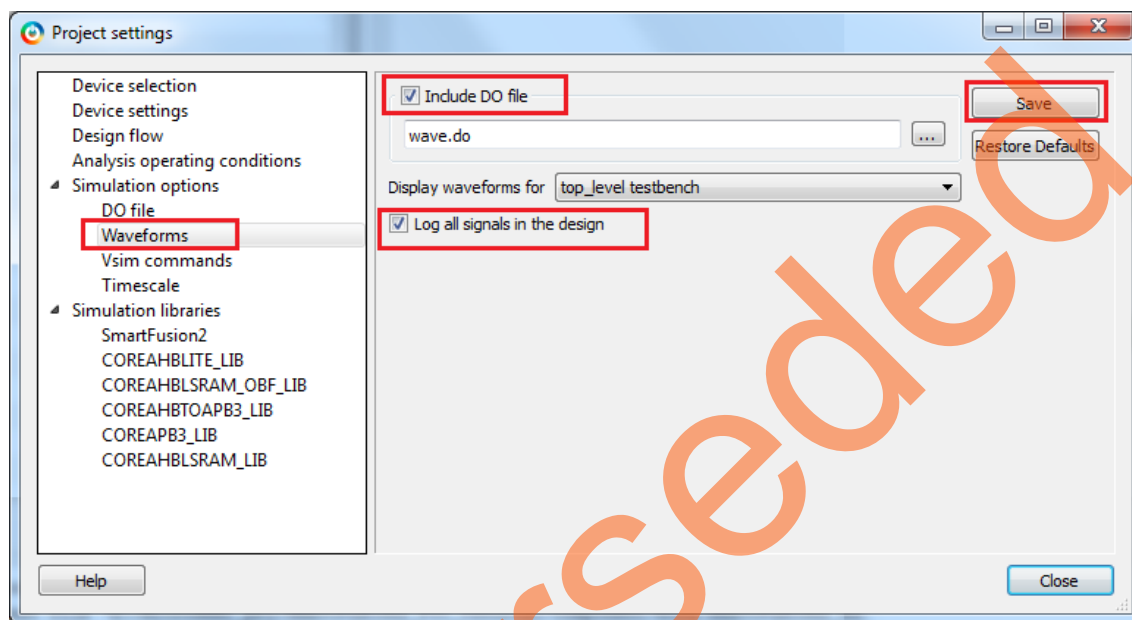 Project settings
Device selection
Device settings
Design flow
Analysis operating conditions
Simulation options
DO file
Waveforms
Vsim commands
Timescale
Simulation libraries
SmartFusion2
COREAHBLITE_LIB
COREAHBLSRAM_OBF_LIB
COREAHBTOAPB3_LIB
COREAPB3_LIB
COREAHBLSRAM_LIB
Include DO file
wave.do
...
Save
Restore Defaults
Display waveforms for top_level testbench
Log all signals in the design
Help
Close
seded